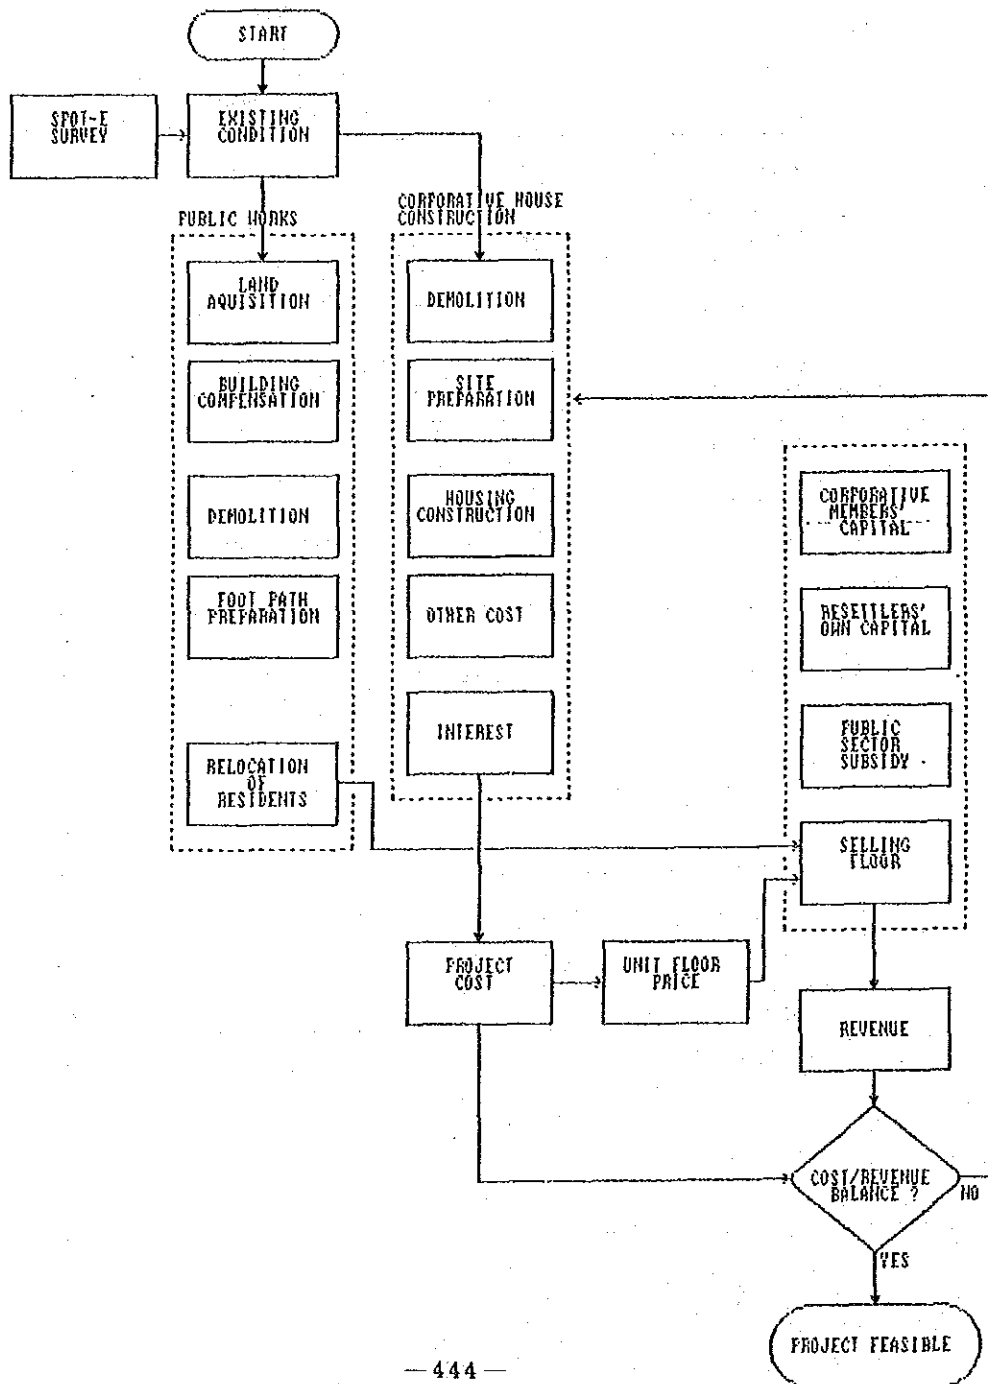 START
SPOT-E
SURVEY
EXISTING
CONDITION
PUBLIC WORKS
CORPORATIVE HOUSE
CONSTRUCTION
LAND
AQUISITION
DEMOLITION
BUILDING
COMPENSATION
SITE
PREPARATION
DEMOLITION
HOUSING
CONSTRUCTION
CORPORATIVE
MEMBERS'
CAPITAL
FOOT PATH
PREPARATION
OTHER COST
RESETTLERS'
OWN CAPITAL
INTEREST
PUBLIC
SECTOR
SUBSIDY
RELOCATION
OF
RESIDENTS
SELLING
FLOOR
PROJECT
COST
UNIT FLOOR
PRICE
REVENUE
COST/REVENUE
BALANCE ?
NO
YES
PROJECT FEASIBLE
—444—